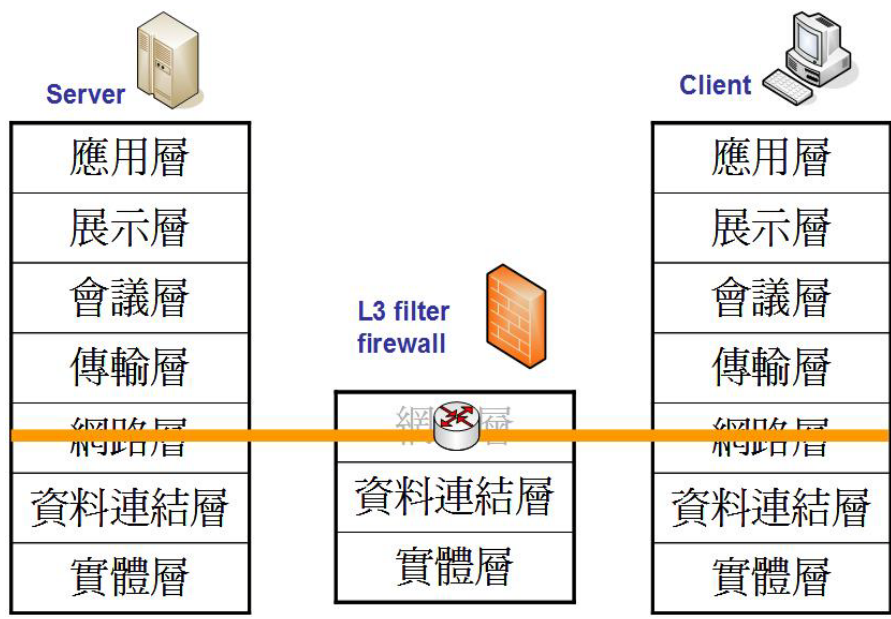 Server
應用層
展示層
會議層
傳輸層
網路層
資料連結層
實體層
L3 filter
firewall
網層
資料連結層
實體層
Client
應用層
展示層
會議層
傳輸層
網路層
資料連結層
實體層